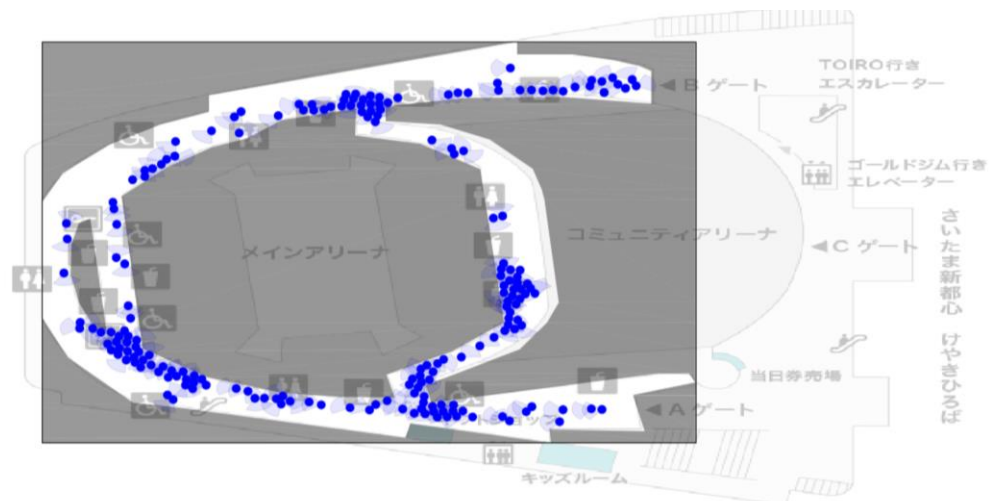 TOIRO行き
エスカレーター
◀ B ゲート
ゴールドジム行き
エレベーター
メインアリーナ
コミュニティアリーナ
◀ C ゲート
さいたま新都心 けやきひろば
当日券売場
◀ A ゲート
キッズルーム